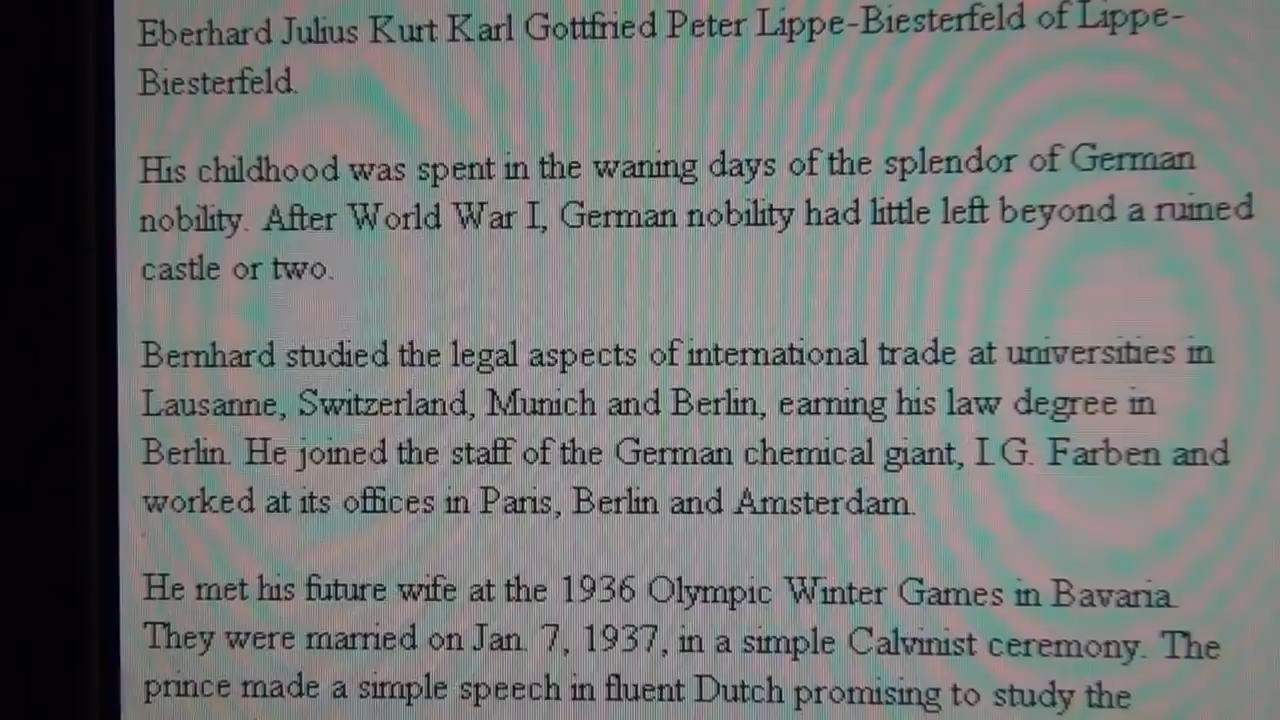 Eberhard Julius Kurt Karl Gottfried Peter Lippe-Biesterfeld of Lippe-
Biesterfeld.
His childhood was spent in the waning days of the splendor of German
nobility. After World War I, German nobility had little left beyond a ruined
castle or two.
Bernhard studied the legal aspects of international trade at universities in
Lausanne, Switzerland, Munich and Berlin, earning his law degree in
Berlin. He joined the staff of the German chemical giant, I.G. Farben and
worked at its offices in Paris, Berlin and Amsterdam.
He met his future wife at the 1936 Olympic Winter Games in Bavaria.
They were married on Jan. 7, 1937, in a simple Calvinist ceremony. The
prince made a simple speech in fluent Dutch promising to study the